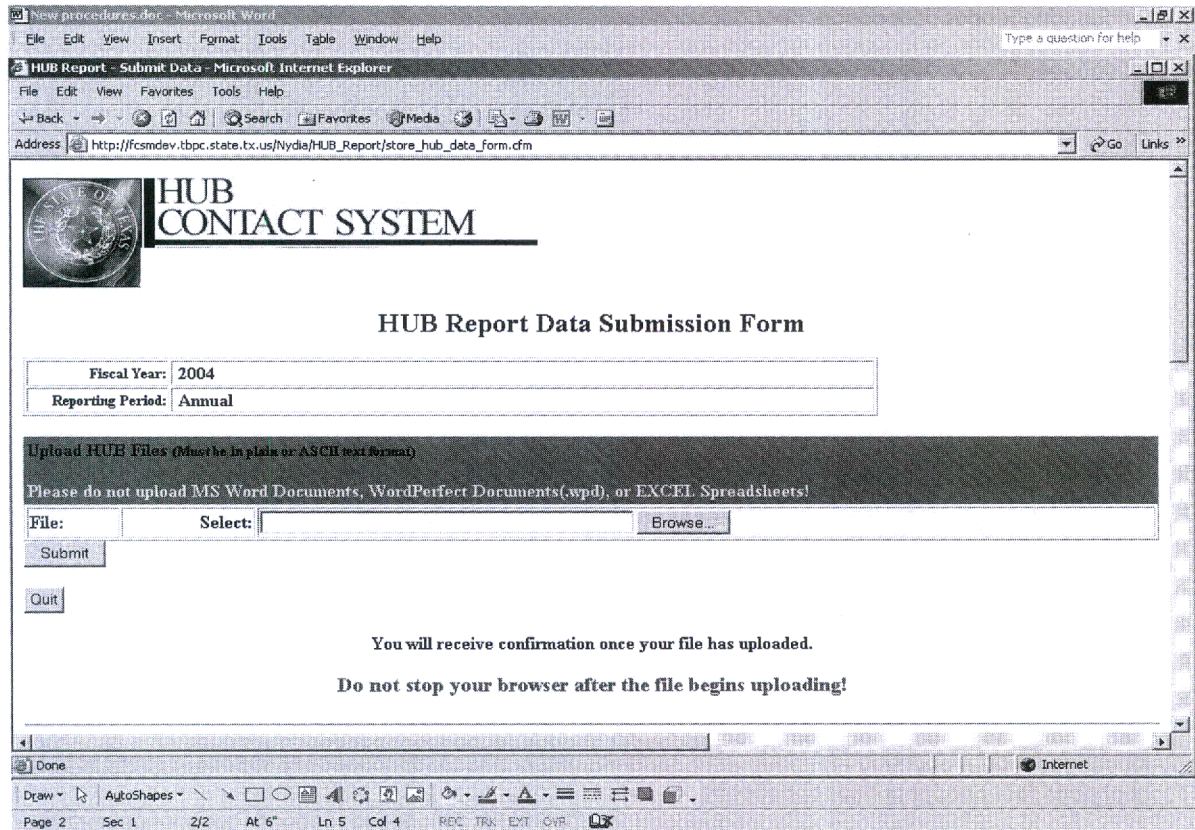 New procedures.doc - Microsoft Word
File Edit View Insert Format Tools Table Window Help Type a question for help
HUB Report - Submit Data - Microsoft Internet Explorer
File Edit View Favorites Tools Help
Back Search Favorites Media
Address http://fcsmdev.tbpc.state.tx.us/Nydia/HUB_Report/store_hub_data_form.cfm Go Links »
THE STATE OF TEXAS
HUB
CONTACT SYSTEM
HUB Report Data Submission Form
Fiscal Year: 2004
Reporting Period: Annual
Upload HUB Files (Must be in plain or ASCII text format)
Please do not upload MS Word Documents, WordPerfect Documents(.wpd), or EXCEL Spreadsheets!
File: Select: Browse...
Submit
Quit
You will receive confirmation once your file has uploaded.
Do not stop your browser after the file begins uploading!
Done Internet
Draw AutoShapes
Page 2 Sec 1 2/2 At 6" Ln 5 Col 4 REC TRK EXT OVR